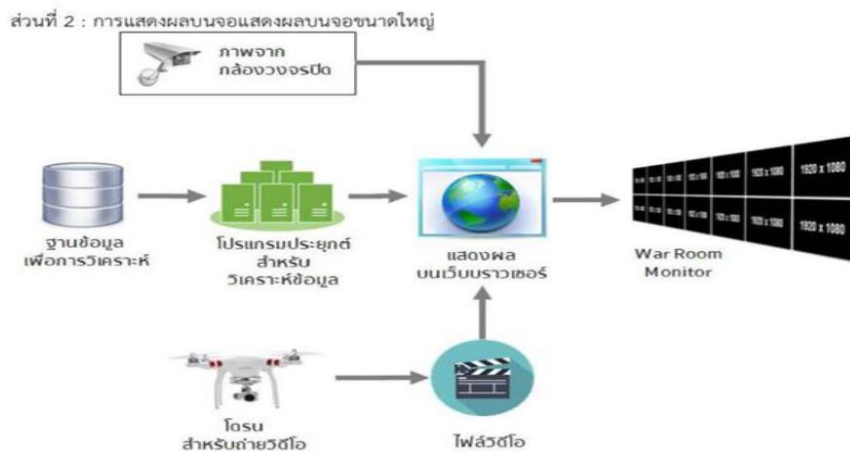 ส่วนที่ 2 : การแสดงผลบนจอแสดงผลบนจอขนาดใหญ่
ภาพจาก
กล้องวงจรปิด
ฐานข้อมูล
เพื่อการวิเคราะห์
โปรแกรมประยุกต์
สำหรับ
วิเคราะห์ข้อมูล
แสดงผล
บนเว็บบราวเซอร์
War Room
Monitor
1920 x 1080
1920 x 1080
1920 x 1080
1920 x 1080
โดรน
สำหรับถ่ายวิดีโอ
ไฟล์วิดีโอ